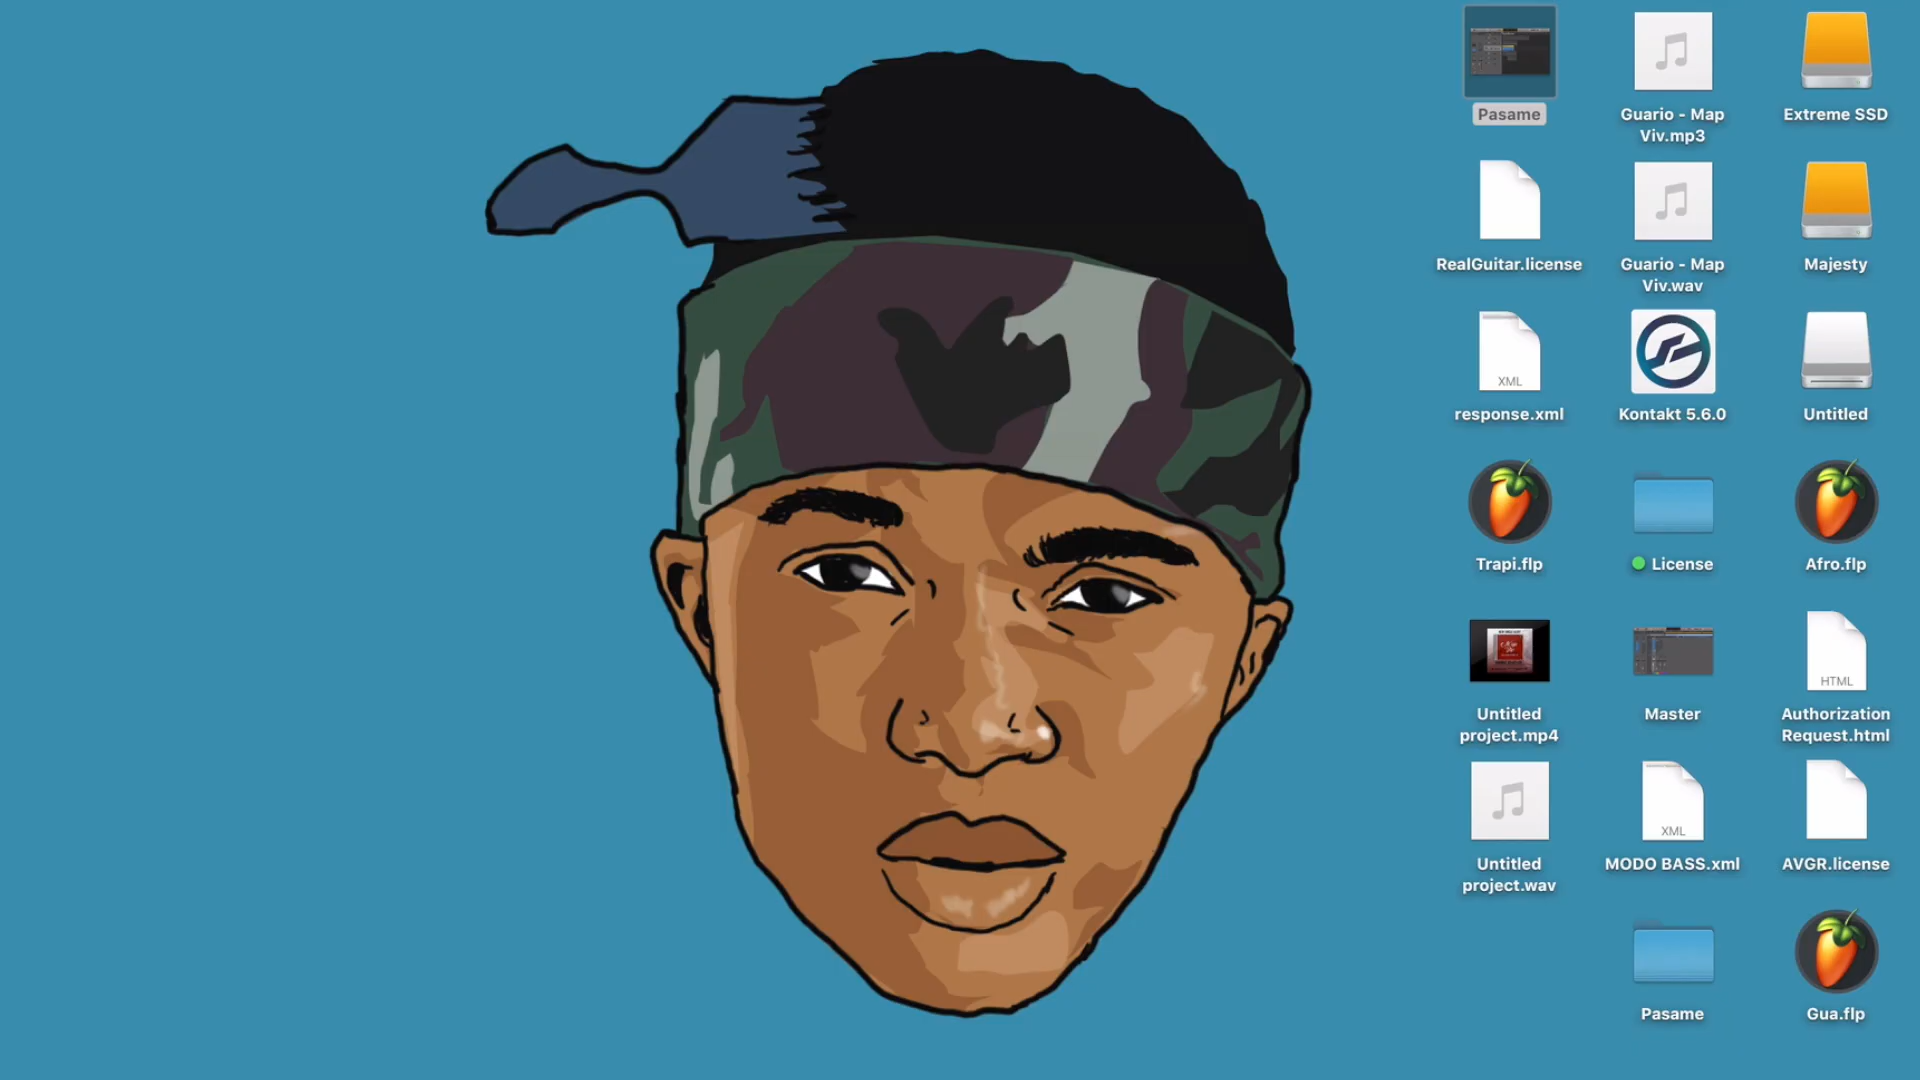 Pasame
Guario - Map
Viv.mp3
Extreme SSD
RealGuitar.license
Guario - Map
Viv.wav
Majesty
XML
response.xml
Kontakt 5.6.0
Untitled
Trapi.flp
License
Afro.flp
Untitled
project.mp4
Master
HTML
Authorization
Request.html
Untitled
project.wav
XML
MODO BASS.xml
AVGR.license
Pasame
Gua.flp